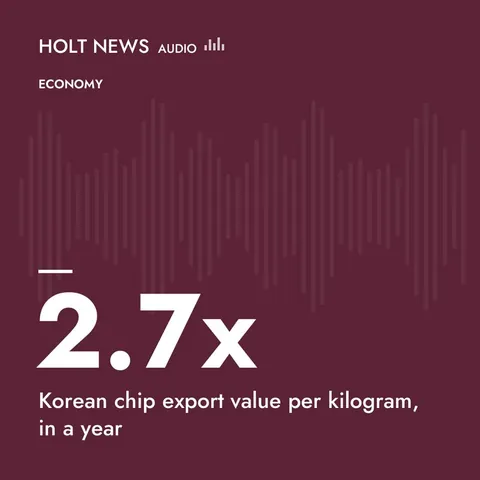 HOLT NEWS AUDIO
ECONOMY
2.7x
Korean chip export value per kilogram,
in a year